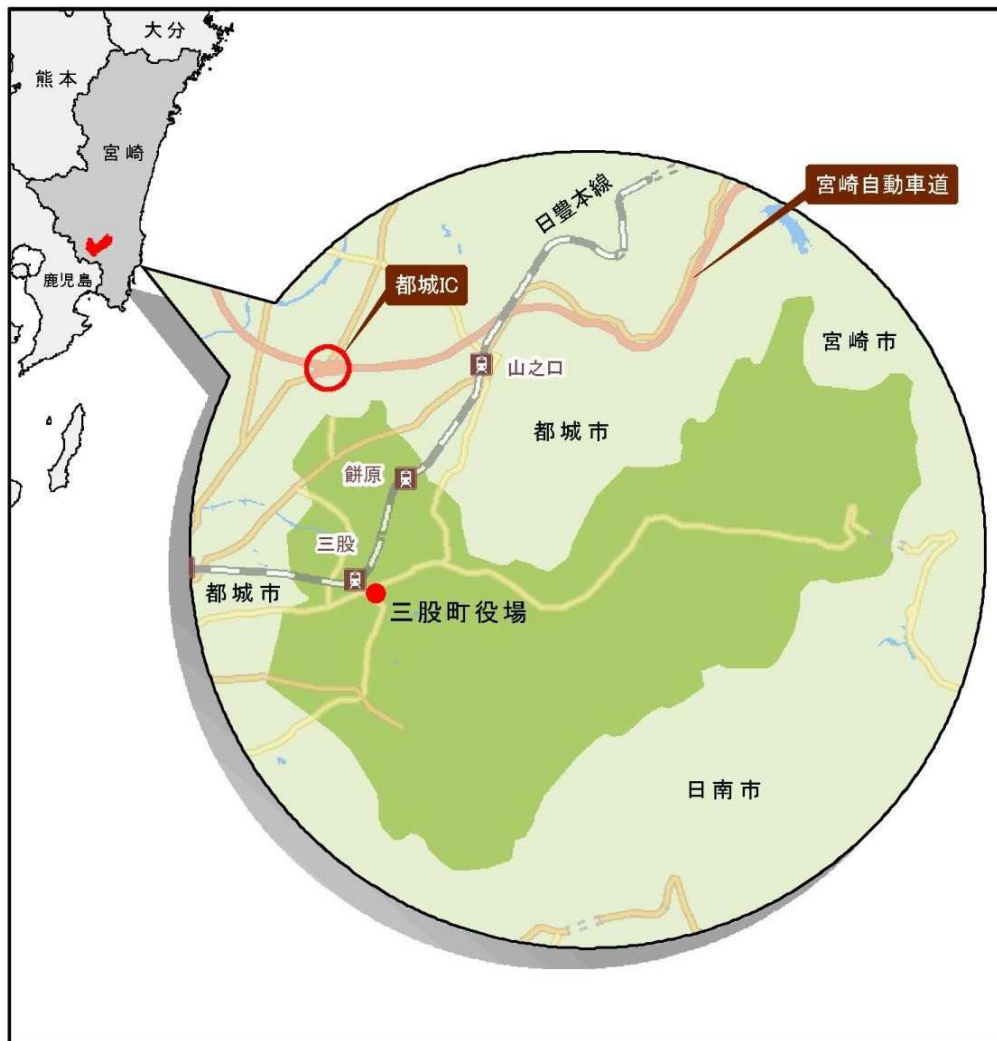 大分
熊本
宮崎
鹿児島
宮崎自動車道
日豊本線
都城IC
宮崎市
山之口
都城市
餅原
三股
都城市
三股町役場
日南市